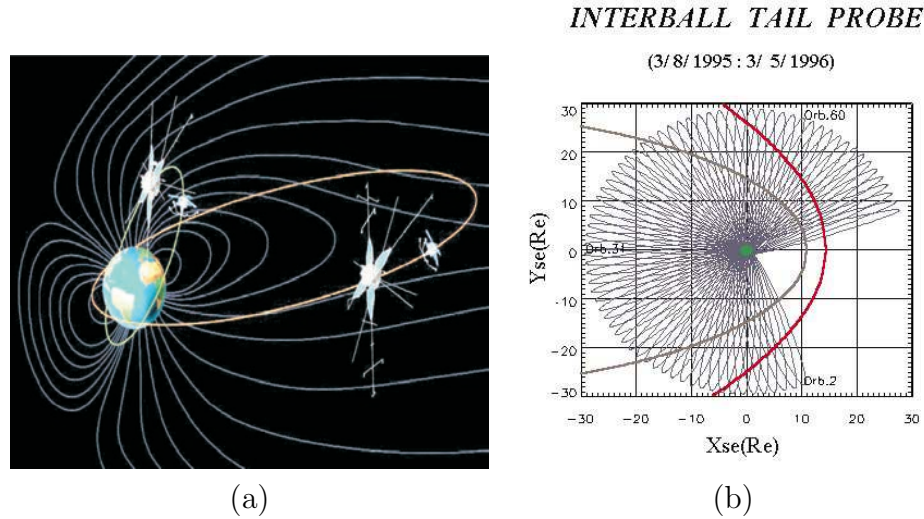 INTERBALL TAIL PROBE
(3/ 8/ 1995 : 3/ 5/ 1996)
30
20
10
0
-10
-20
-30
Yse(Re)
Orb.60
Orb.31
Orb.2
-30 -20 -10 0 10 20 30
Xse(Re)
(a)
(b)